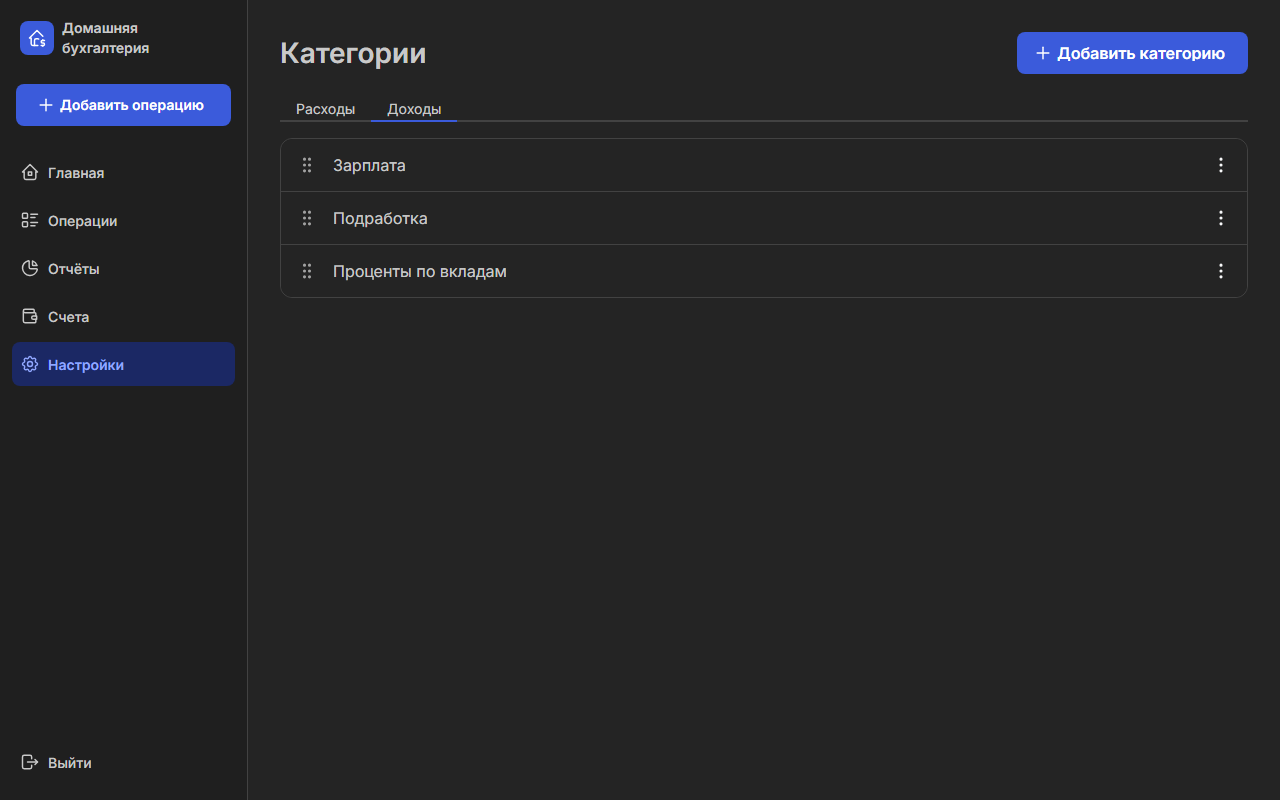 Домашняя
бухгалтерия
Добавить операцию
Главная
Операции
Отчёты
Счета
Настройки
Выйти
Категории
Добавить категорию
Расходы
Доходы
Зарплата
Подработка
Проценты по вкладам